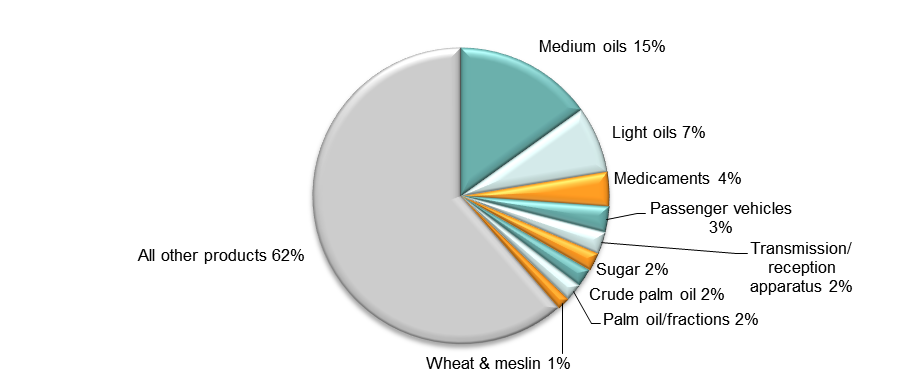 Medium oils 15%
Light oils 7%
Medicaments 4%
Passenger vehicles
3%
Transmission/
reception
apparatus 2%
All other products 62%
Sugar 2%
Crude palm oil 2%
Palm oil/fractions 2%
Wheat & meslin 1%